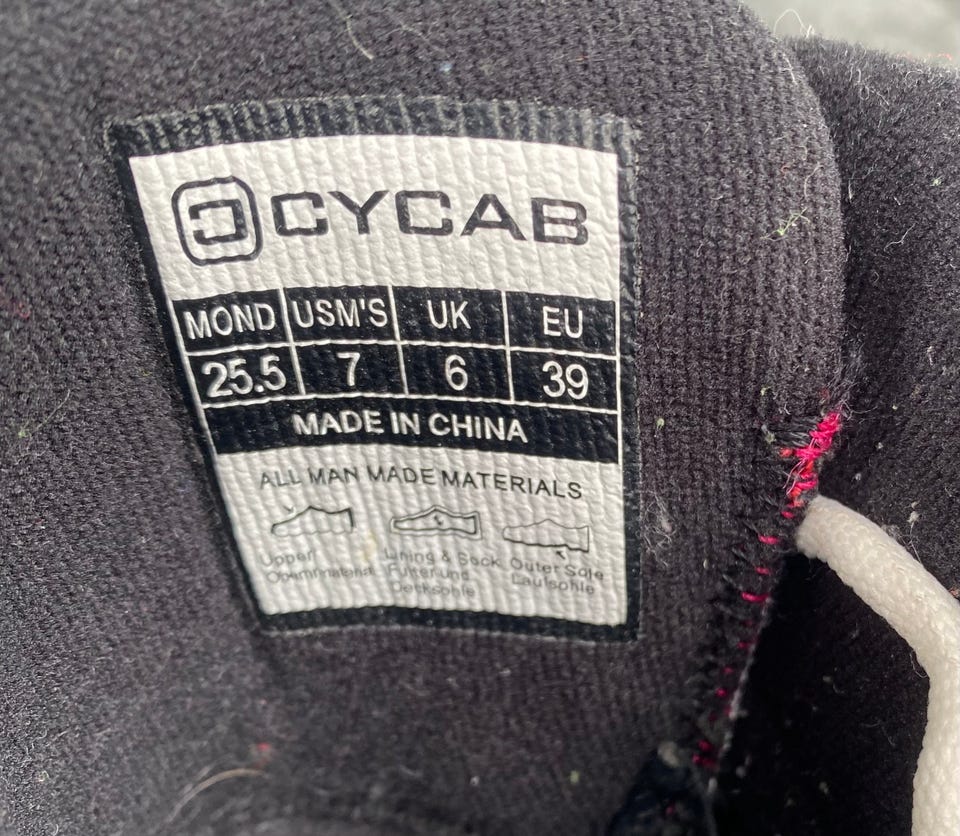 CYCAB
MOND USM'S UK EU
25.5 7 6 39
MADE IN CHINA
ALL MAN MADE MATERIALS
Upper/ Lining & Sock Outer Sole
Obermaterial Futter und Laufsohle
Decksohle